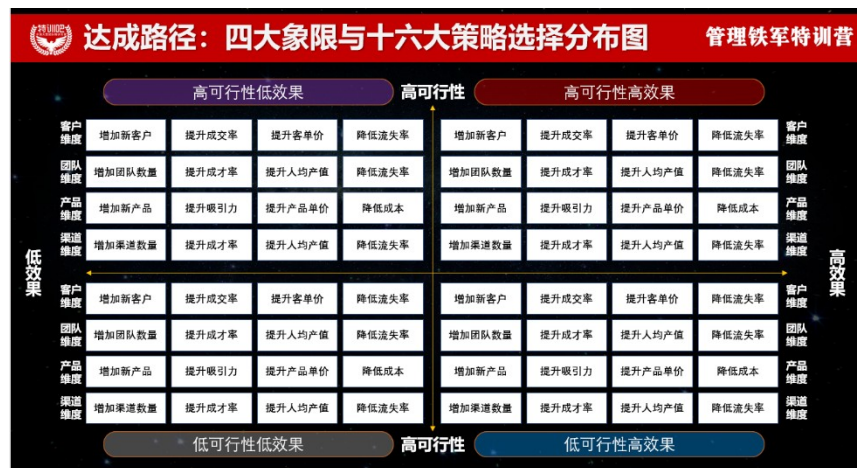 特训吧
达成路径：四大象限与十六大策略选择分布图
管理铁军特训营
高可行性低效果
高可行性
高可行性高效果
客户维度 增加新客户 提升成交率 提升客单价 降低流失率 增加新客户 提升成交率 提升客单价 降低流失率 客户维度
团队维度 增加团队数量 提升成才率 提升人均产值 降低流失率 增加团队数量 提升成才率 提升人均产值 降低流失率 团队维度
产品维度 增加新产品 提升吸引力 提升产品单价 降低成本 增加新产品 提升吸引力 提升产品单价 降低成本 产品维度
渠道维度 增加渠道数量 提升成才率 提升人均产值 降低流失率 增加渠道数量 提升成才率 提升人均产值 降低流失率 渠道维度
低效果
高效果
客户维度 增加新客户 提升成交率 提升客单价 降低流失率 增加新客户 提升成交率 提升客单价 降低流失率 客户维度
团队维度 增加团队数量 提升成才率 提升人均产值 降低流失率 增加团队数量 提升成才率 提升人均产值 降低流失率 团队维度
产品维度 增加新产品 提升吸引力 提升产品单价 降低成本 增加新产品 提升吸引力 提升产品单价 降低成本 产品维度
渠道维度 增加渠道数量 提升成才率 提升人均产值 降低流失率 增加渠道数量 提升成才率 提升人均产值 降低流失率 渠道维度
低可行性低效果
高可行性
低可行性高效果